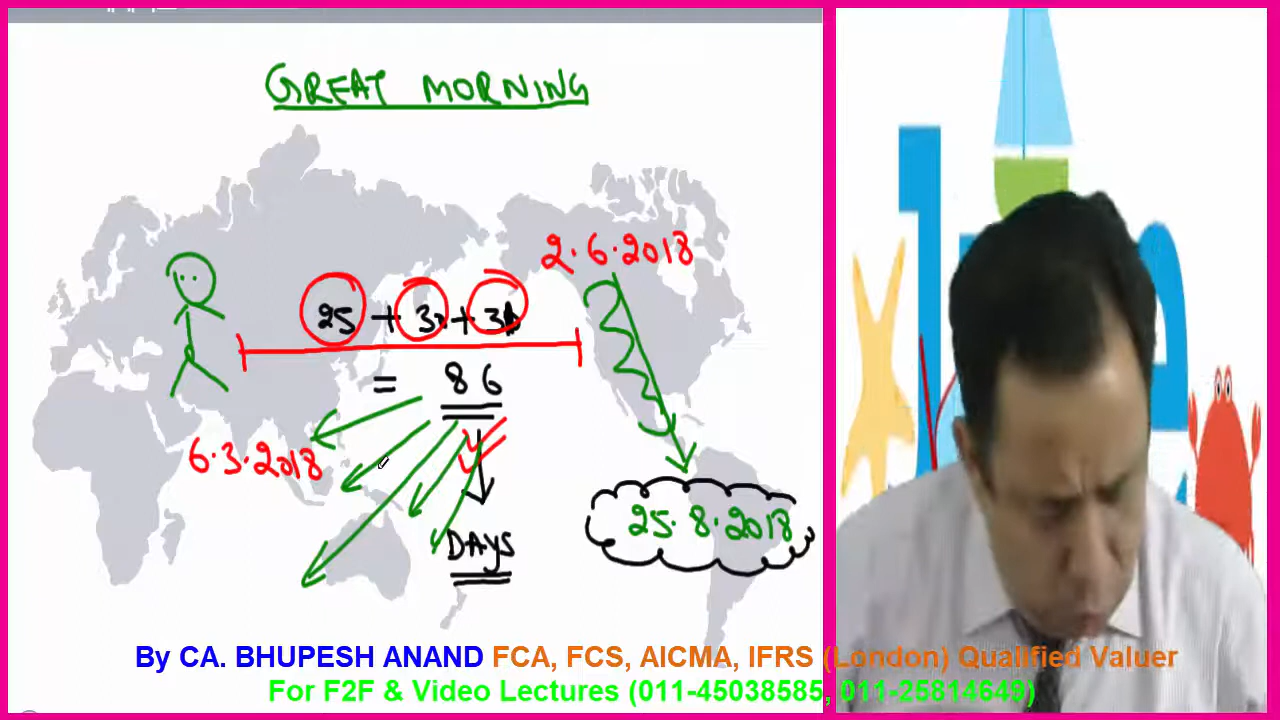 GREAT MORNING
2.6.2018
25 + 30 + 31
= 86
6.3.2018
DAYS
25.8.2018
By CA. BHUPESH ANAND FCA, FCS, AICMA, IFRS (London) Qualified Valuer
For F2F & Video Lectures (011-45038585, 011-25814649)